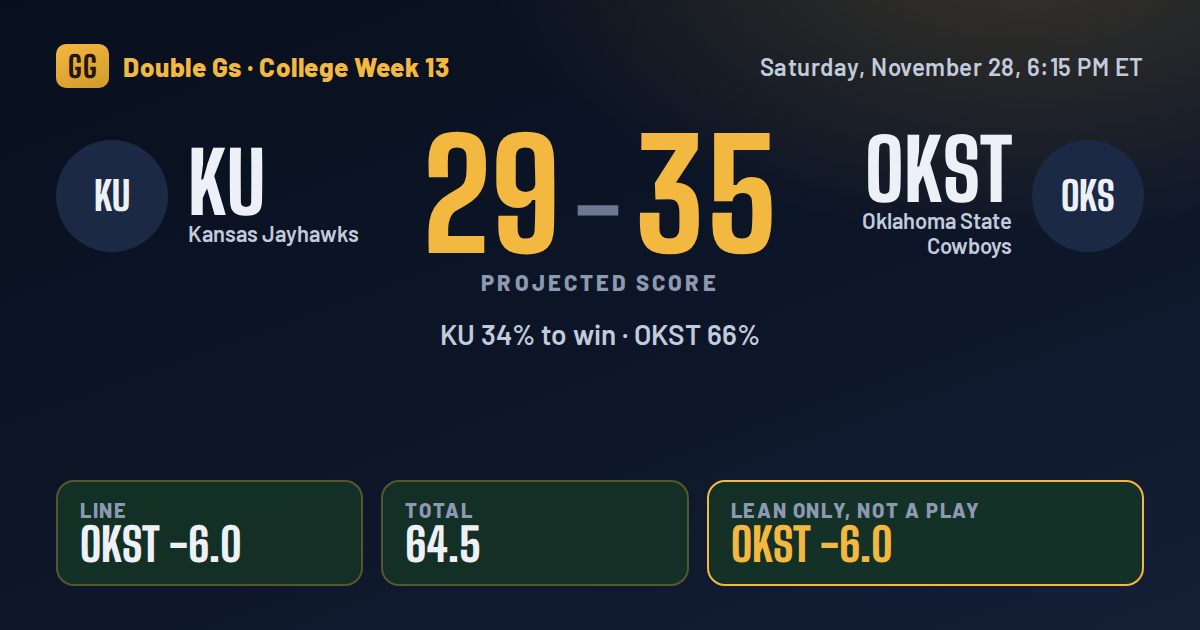 GG
Double Gs · College Week 13
Saturday, November 28, 6:15 PM ET
KU
KU
Kansas Jayhawks
29 – 35
PROJECTED SCORE
KU 34% to win · OKST 66%
OKST
Oklahoma State
Cowboys
OKS
LINE
OKST −6.0
TOTAL
64.5
LEAN ONLY, NOT A PLAY
OKST −6.0